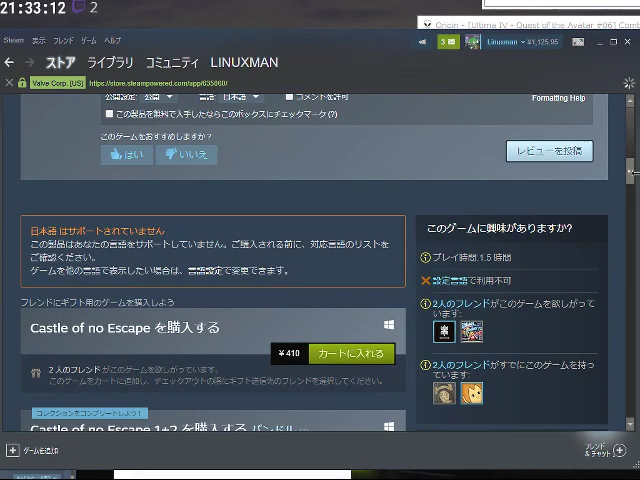 21:33:12 2
Origin - [Ultima IV - Quest of the Avatar #06] Comb
Steam 表示 フレンド ゲーム ヘルプ
3 Linuxman ¥1,125.95
ストア ライブラリ コミュニティ LINUXMAN
Valve Corp. [US] https://store.steampowered.com/app/635060/
公開設定: 公開 言語: 日本語 コメントを許可
Formatting Help
この製品を無料で入手したならこのボックスにチェックマーク (?)
このゲームをおすすめしますか?
はい いいえ
レビューを投稿
日本語 はサポートされていません
この製品はあなたの言語をサポートしていません。ご購入される前に、対応言語のリストを
ご確認ください。
ゲームを他の言語で表示したい場合は、言語設定で変更できます。
フレンドにギフト用のゲームを購入しよう
Castle of no Escape を購入する
¥ 410 カートに入れる
2 人のフレンド がこのゲームを欲しがっています。
このゲームをカートに追加し、チェックアウトの際にギフト送信先のフレンドを選択してください。
コレクションをコンプリートしよう!
Castle of no Escape 1+2 を購入する バンドル
このゲームに興味がありますか?
プレイ時間: 1.5 時間
設定言語で利用不可
2人のフレンドがこのゲームを欲しがって
います:
2人のフレンドがすでにこのゲームを持っ
ています:
ゲームを追加
フレンド
& チャット